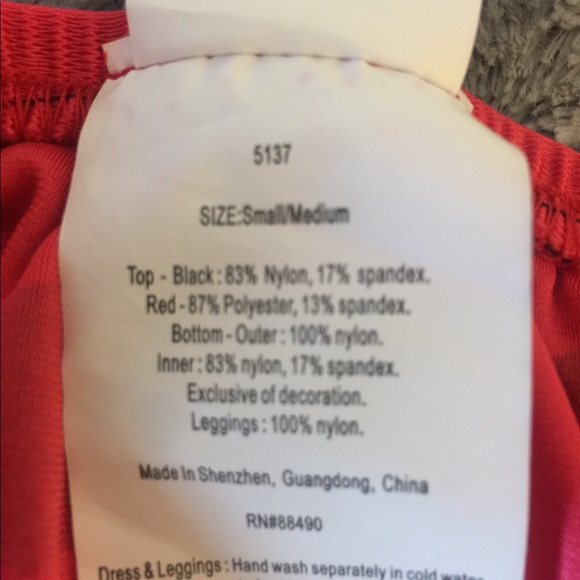 5137
SIZE:Small/Medium
Top - Black: 83% Nylon, 17% spandex.
Red - 87% Polyester, 13% spandex.
Bottom - Outer: 100% nylon.
Inner: 83% nylon, 17% spandex.
Exclusive of decoration.
Leggings: 100% nylon.
Made In Shenzhen, Guangdong, China
RN#88490
Dress & Leggings: Hand wash separately in cold water